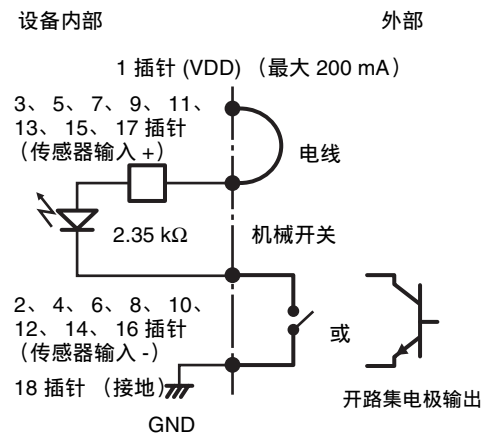 设备内部
外部
1 插针 (VDD) （最大 200 mA）
3、 5、 7、 9、 11、
13、 15、 17 插针
（传感器输入 +）
电线
2.35 kΩ
机械开关
2、 4、 6、 8、 10、
12、 14、 16 插针
（传感器输入 -）
或
18 插针 （接地）
开路集电极输出
GND